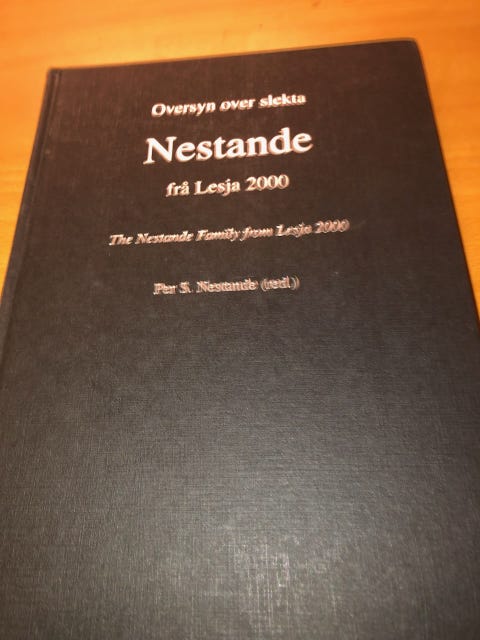 Oversyn over slekta
Nestande
frå Lesja 2000
The Nestande Family from Lesja 2000
Per S. Nestande (red.)